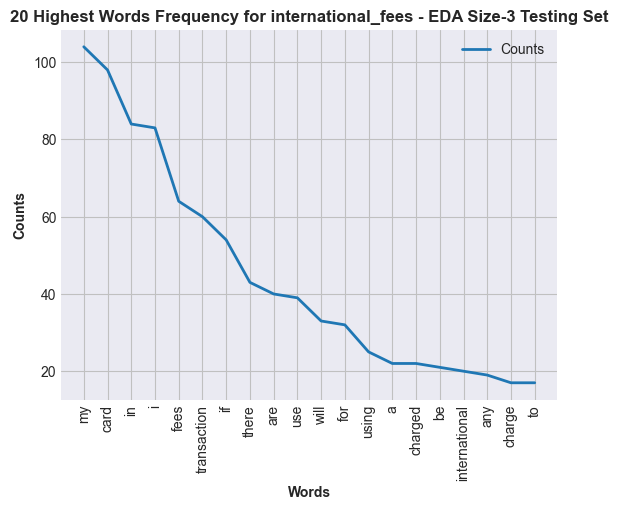 20 Highest Words Frequency for international_fees - EDA Size-3 Testing Set
Counts
100
80
60
40
20
Counts
my
card
in
i
fees
transaction
if
there
are
use
will
for
using
a
charged
be
international
any
charge
to
Words